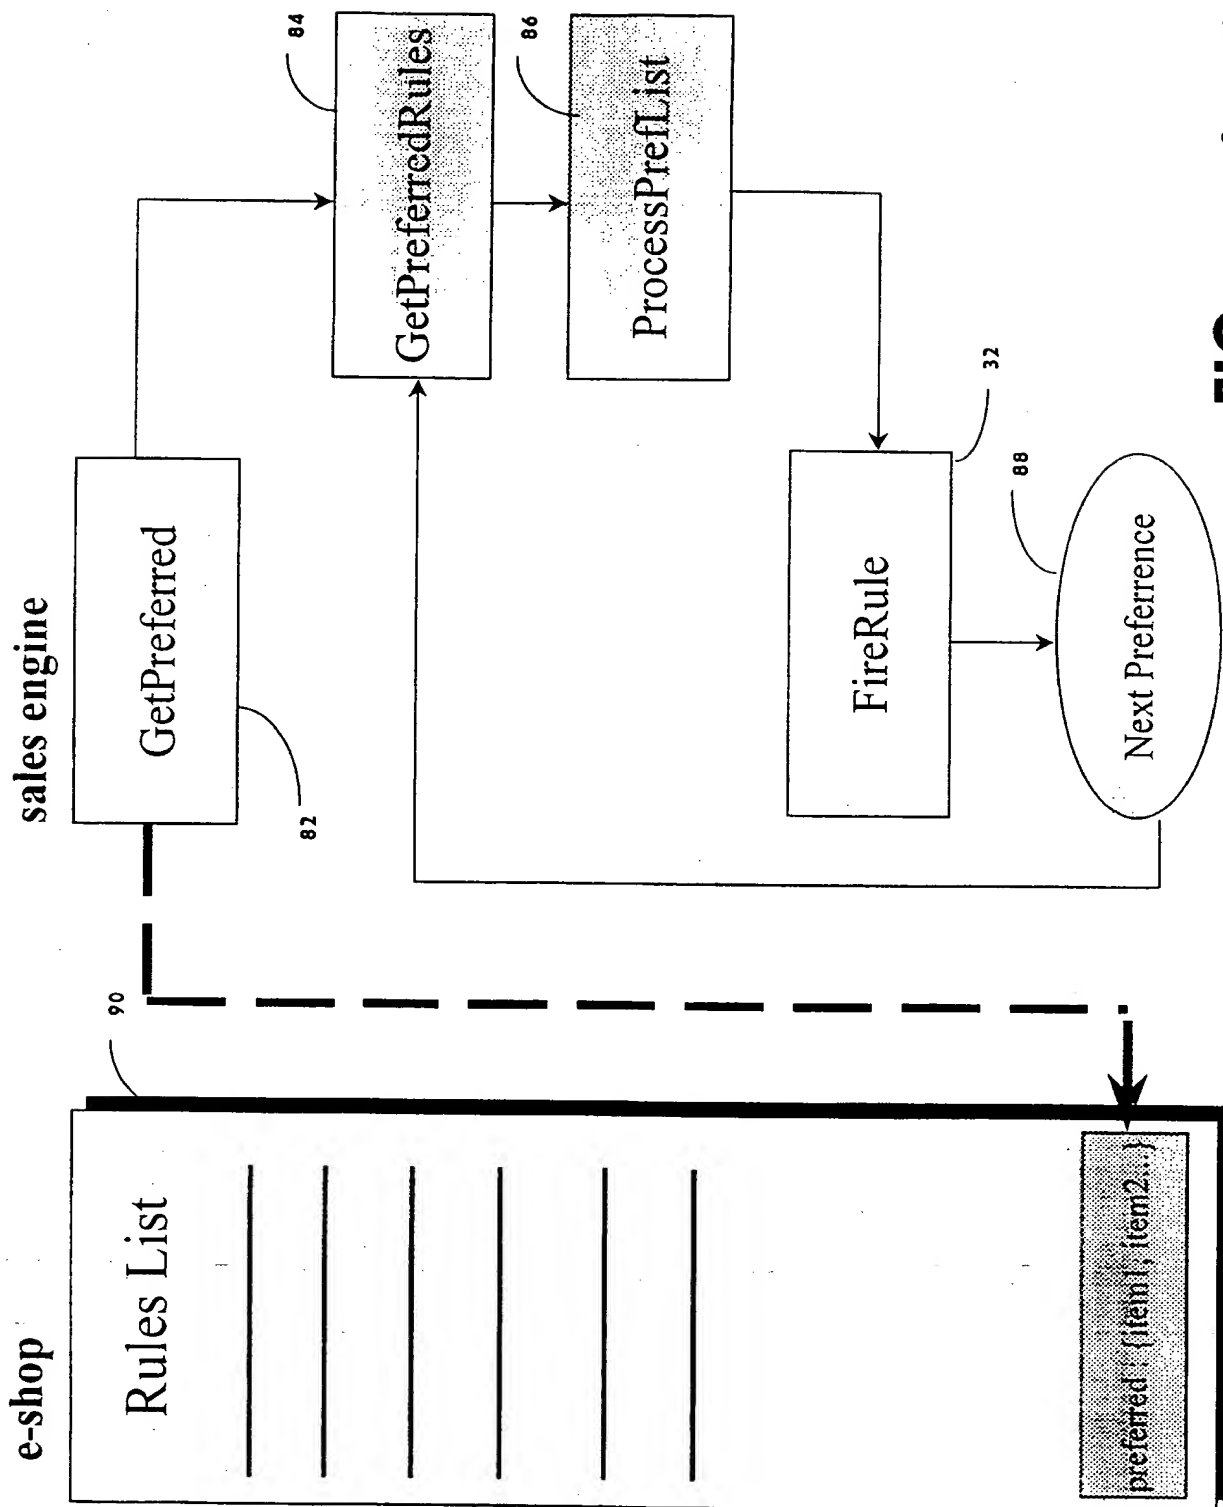 e-shop
Rules List
preferred : {item1, item2...}
90
sales engine
GetPreferred
82
GetPreferredRules
84
ProcessPrefList
86
FireRule
32
Next Preferrence
88